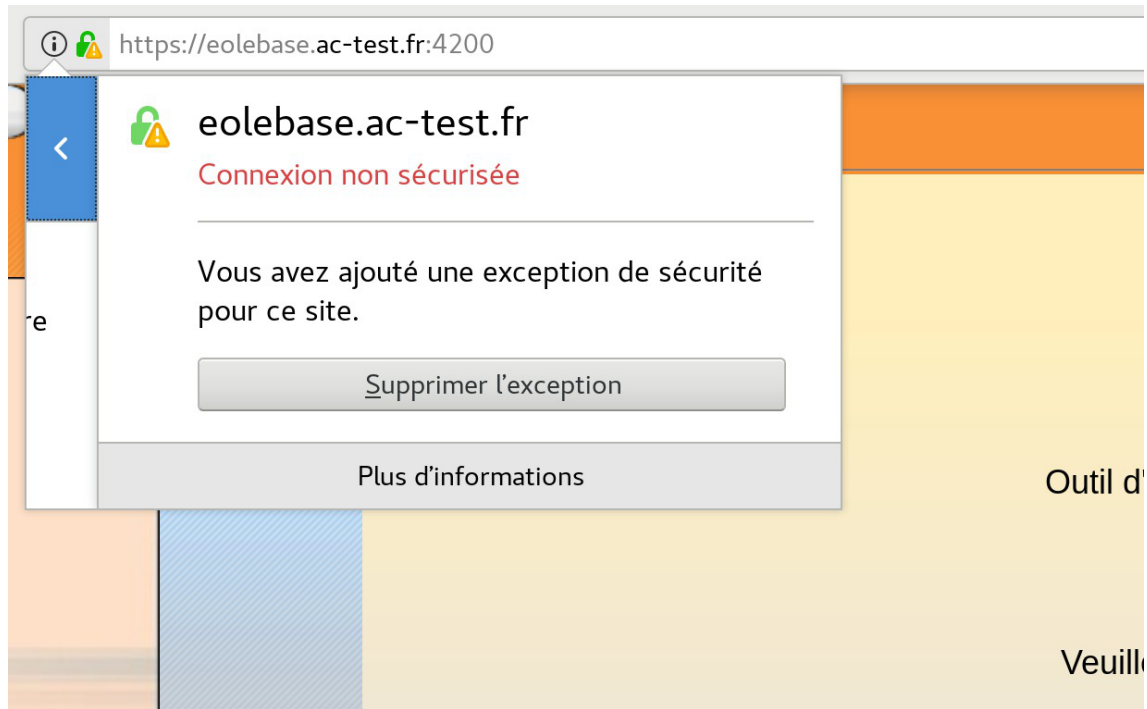 https://eolebase.ac-test.fr:4200
eolebase.ac-test.fr
Connexion non sécurisée
Vous avez ajouté une exception de sécurité
pour ce site.
re
Supprimer l’exception
Plus d’informations
Outil d'
Veuille